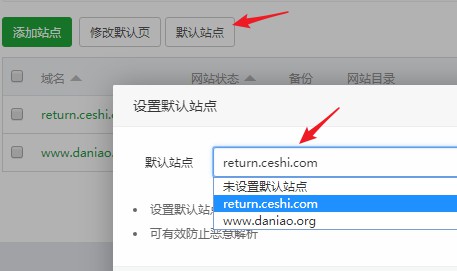 添加站点 修改默认页 默认站点
域名 网站状态 备份 网站目录
return.ceshi.c
www.daniao.
设置默认站点
默认站点 return.ceshi.com
未设置默认站点
return.ceshi.com
www.daniao.org
设置默认站点
可有效防止恶意解析